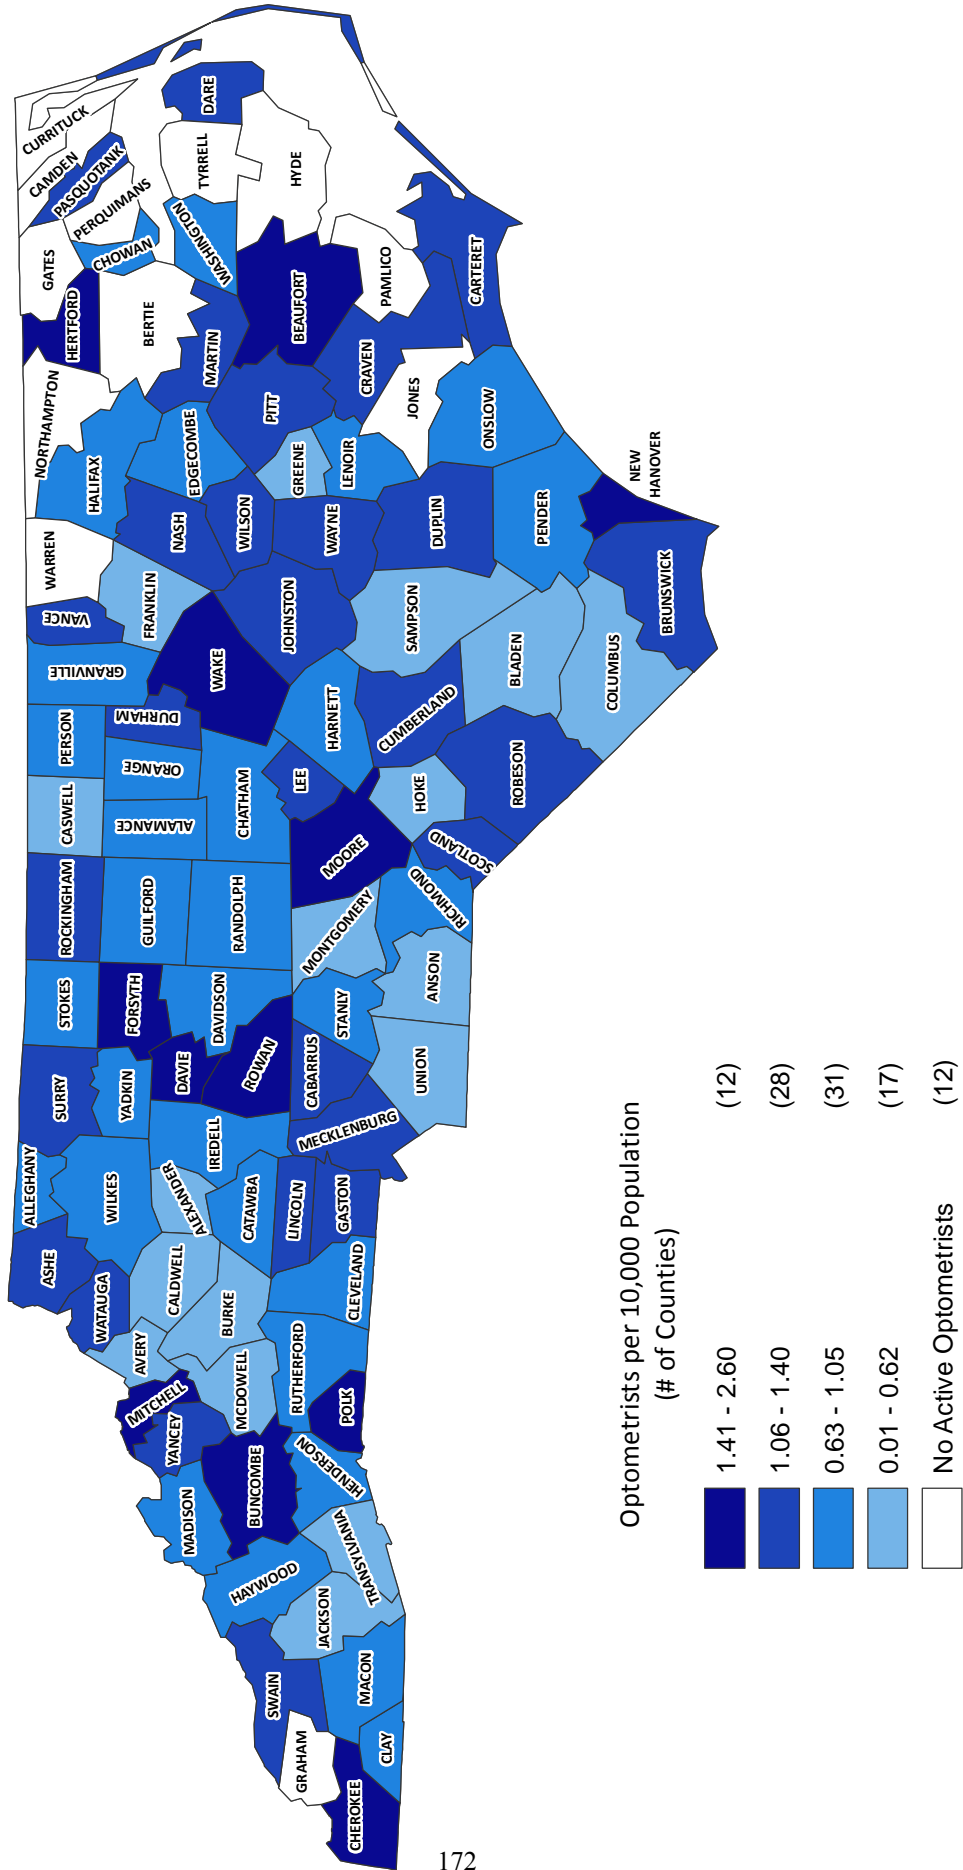 CHEROKEE
GRAHAM
CLAY
SWAIN
MACON
JACKSON
HAYWOOD
TRANSYLVANIA
MADISON
BUNCOMBE
HENDERSON
YANCEY
MITCHELL
POLK
MCDOWELL
RUTHERFORD
AVERY
BURKE
CLEVELAND
WATAUGA
CALDWELL
ASHE
ALLEGHANY
WILKES
ALEXANDER
CATAWBA
LINCOLN
GASTON
IREDELL
MECKLENBURG
SURRY
YADKIN
DAVIE
ROWAN
CABARRUS
UNION
STOKES
FORSYTH
DAVIDSON
STANLY
ANSON
ROCKINGHAM
GUILFORD
RANDOLPH
MONTGOMERY
RICHMOND
CASWELL
ALAMANCE
CHATHAM
MOORE
SCOTLAND
PERSON
ORANGE
DURHAM
LEE
HOKE
ROBESON
GRANVILLE
WAKE
HARNETT
CUMBERLAND
VANCE
FRANKLIN
JOHNSTON
SAMPSON
BLADEN
COLUMBUS
WARREN
NASH
WILSON
WAYNE
DUPLIN
PENDER
BRUNSWICK
NEW
HANOVER
NORTHAMPTON
HALIFAX
EDGECOMBE
GREENE
LENOIR
JONES
ONSLOW
HERTFORD
BERTIE
MARTIN
PITT
CRAVEN
CARTERET
GATES
CHOWAN
WASHINGTON
BEAUFORT
PAMLICO
PERQUIMANS
PASQUOTANK
CAMDEN
CURRITUCK
TYRRELL
HYDE
DARE
Optometrists per 10,000 Population
(# of Counties)
1.41 - 2.60 (12)
1.06 - 1.40 (28)
0.63 - 1.05 (31)
0.01 - 0.62 (17)
No Active Optometrists (12)
172